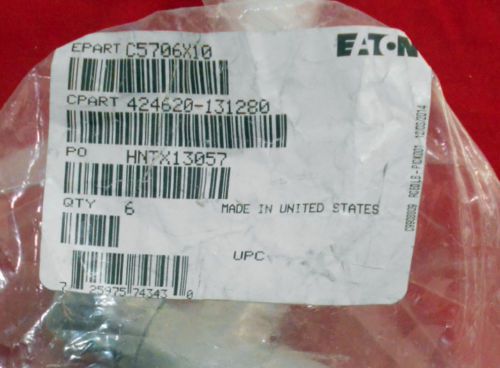 EPART C5706X10
EATON
CPART 424620-131280
PO HNTX13057
QTY 6 MADE IN UNITED STATES
UPC
7 25975 74343 0